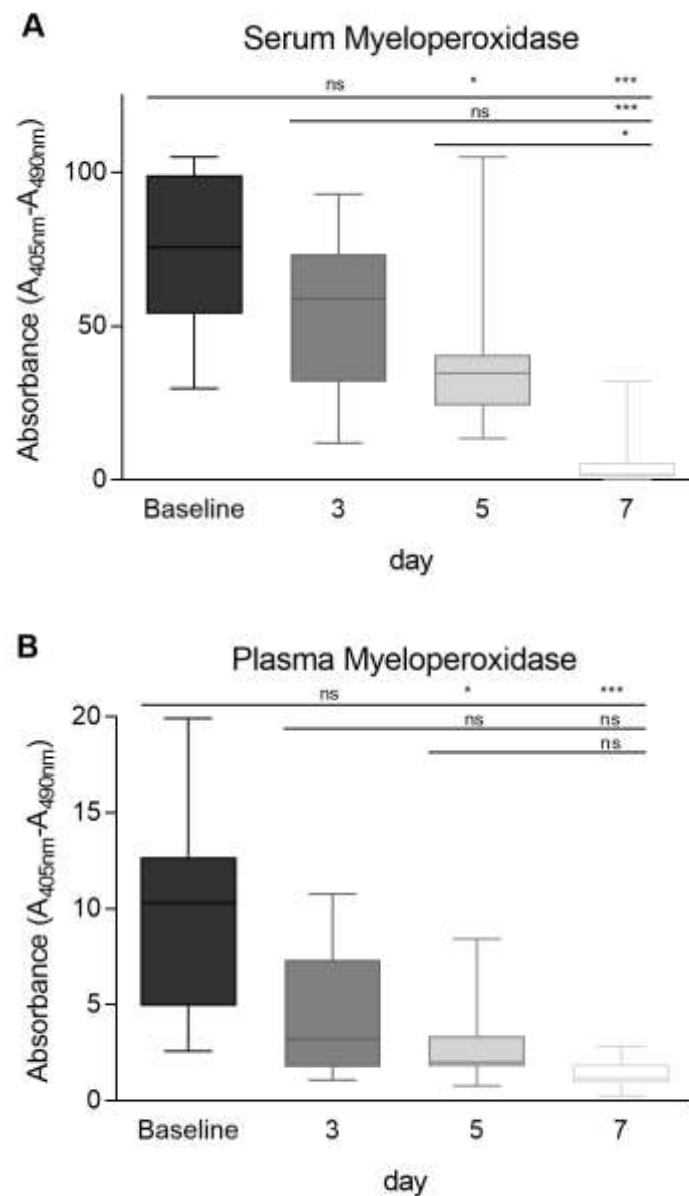 A
Serum Myeloperoxidase
ns * ***
ns ***
*
Absorbance (A405nm-A490nm)
100
50
0
Baseline 3 5 7
day
B
Plasma Myeloperoxidase
ns * ***
ns ns
ns
Absorbance (A405nm-A490nm)
20
15
10
5
0
Baseline 3 5 7
day